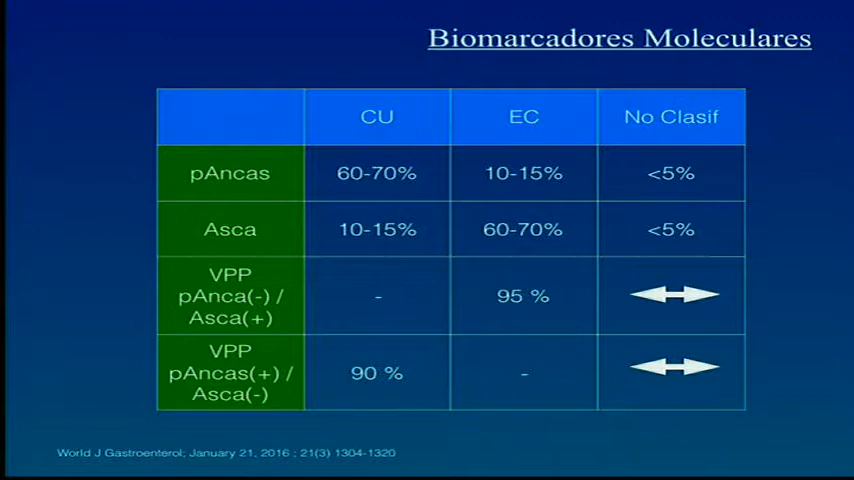 Biomarcadores Moleculares
CU EC No Clasif
pAncas 60-70% 10-15% <5%
Asca 10-15% 60-70% <5%
VPP
pAnca(-) /
Asca(+)
- 95 %
VPP
pAncas(+) /
Asca(-)
90 % -
World J Gastroenterol; January 21, 2016 ; 21(3) 1304-1320